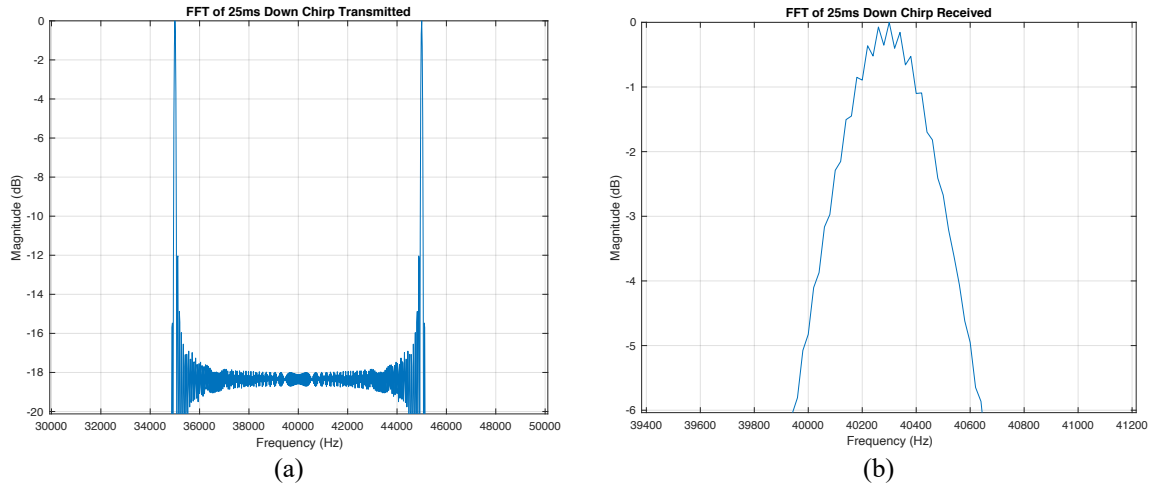 FFT of 25ms Down Chirp Transmitted
0
-2
-4
-6
-8
-10
-12
-14
-16
-18
-20
Magnitude (dB)
30000 32000 34000 36000 38000 40000 42000 44000 46000 48000 50000
Frequency (Hz)
(a)
FFT of 25ms Down Chirp Received
0
-1
-2
-3
-4
-5
-6
Magnitude (dB)
39400 39600 39800 40000 40200 40400 40600 40800 41000 41200
Frequency (Hz)
(b)